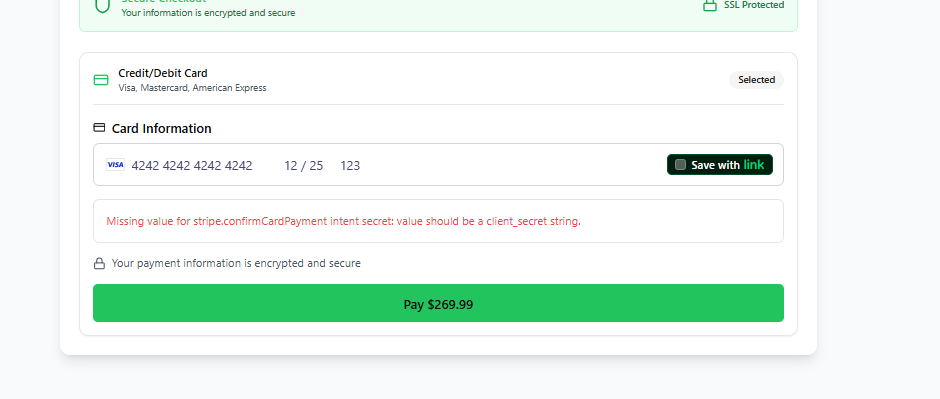 Secure Checkout
Your information is encrypted and secure
SSL Protected
Credit/Debit Card
Visa, Mastercard, American Express
Selected
Card Information
VISA 4242 4242 4242 4242 12 / 25 123 Save with link
Missing value for stripe.confirmCardPayment intent secret: value should be a client_secret string.
Your payment information is encrypted and secure
Pay $269.99